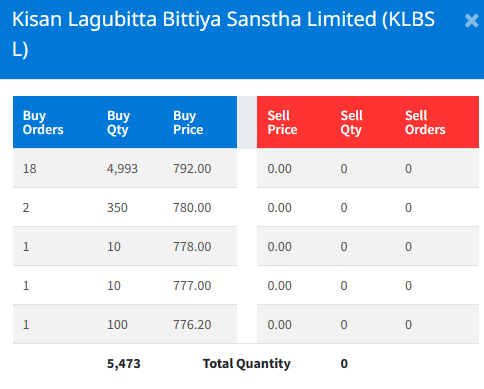 Kisan Lagubitta Bittiya Sanstha Limited (KLBS
L)
×
Buy Orders Buy Qty Buy Price Sell Price Sell Qty Sell Orders
18 4,993 792.00 0.00 0 0
2 350 780.00 0.00 0 0
1 10 778.00 0.00 0 0
1 10 777.00 0.00 0 0
1 100 776.20 0.00 0 0
5,473 Total Quantity 0